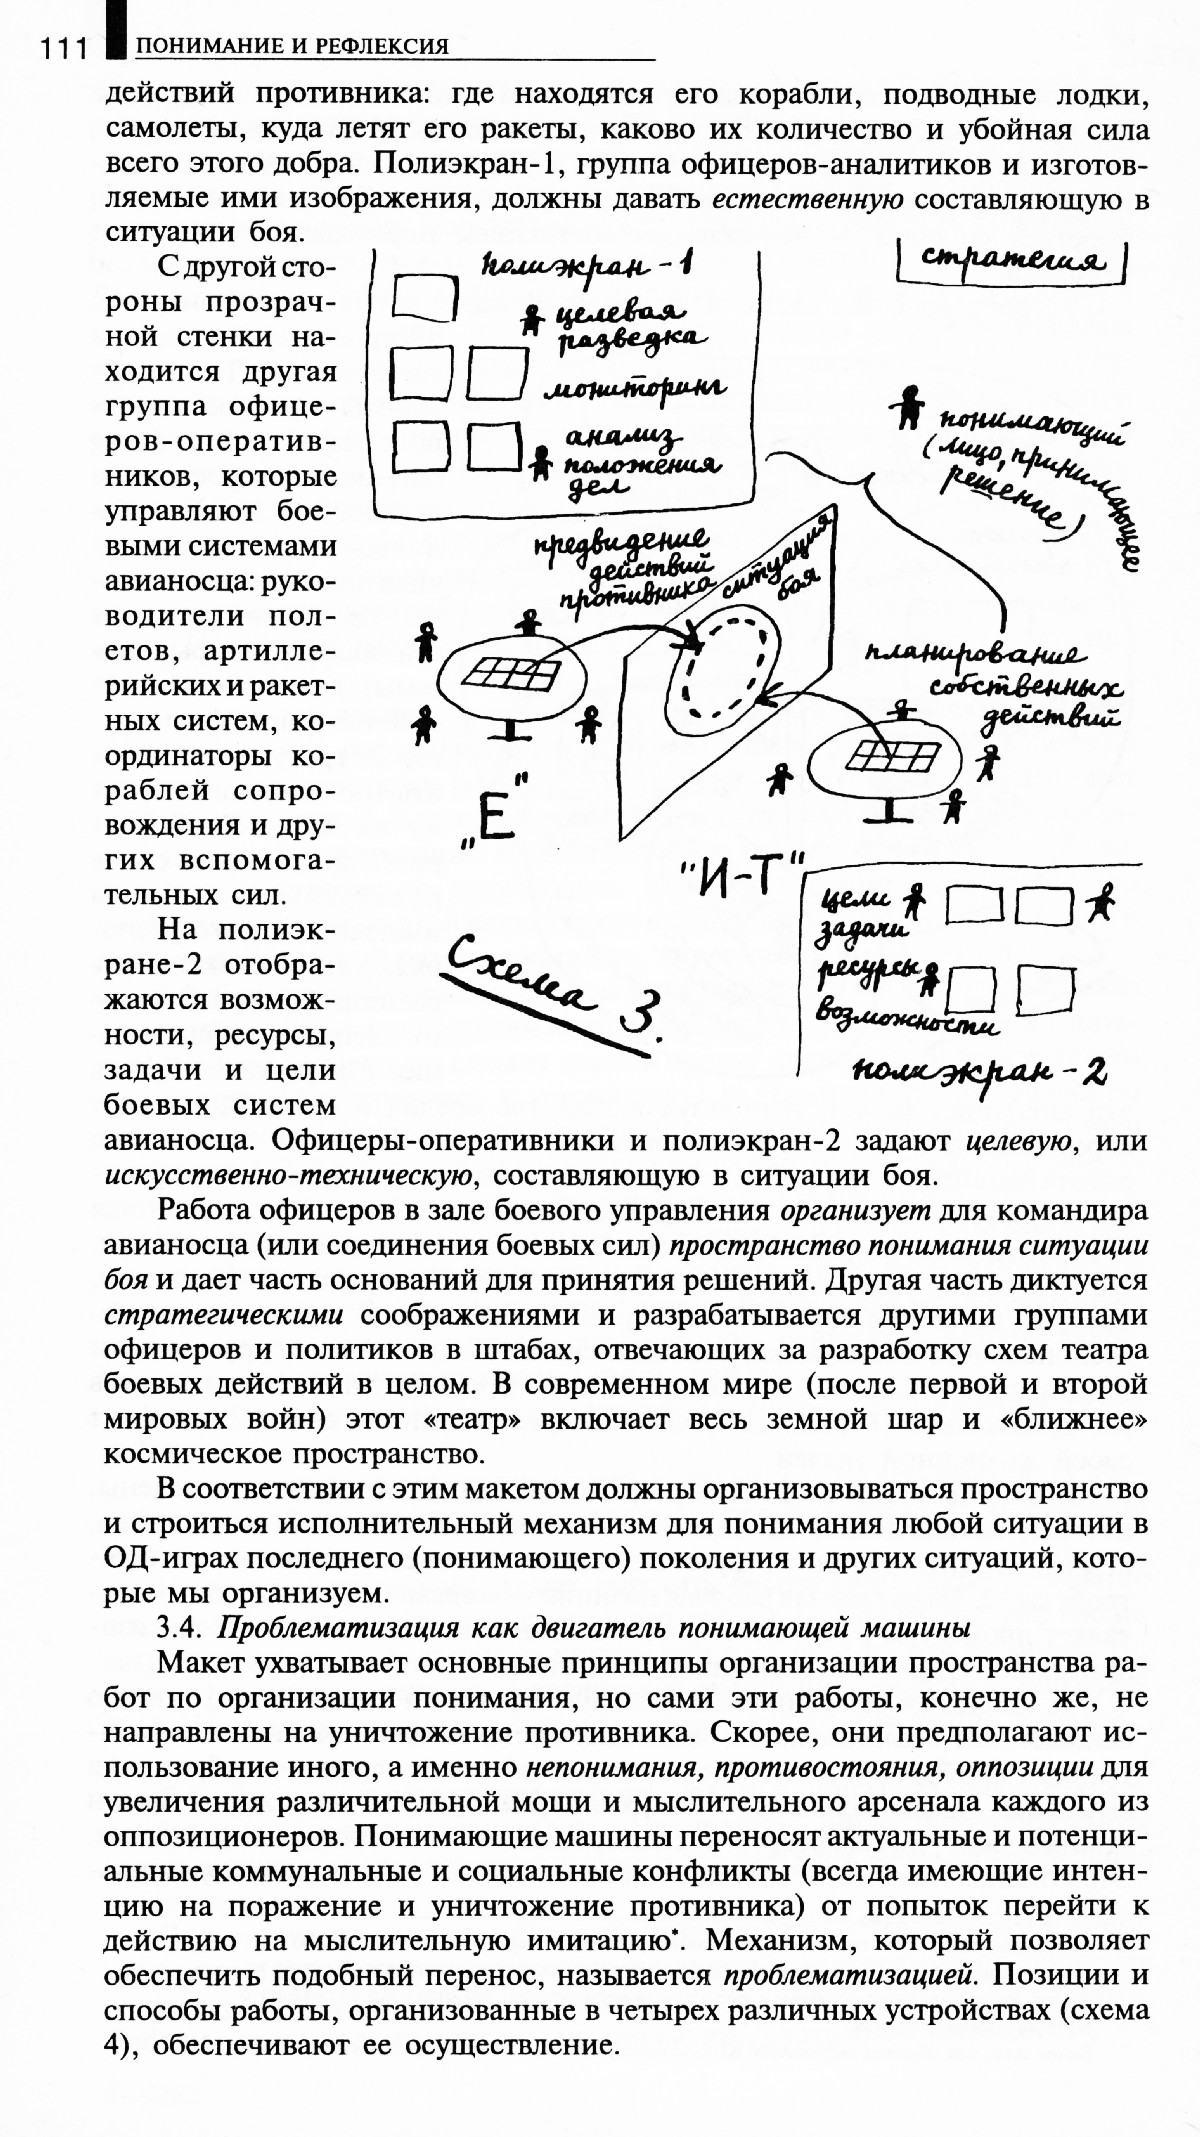 111 ПОНИМАНИЕ И РЕФЛЕКСИЯ
действий противника: где находятся его корабли, подводные лодки,
самолеты, куда летят его ракеты, каково их количество и убойная сила
всего этого добра. Полиэкран-1, группа офицеров-аналитиков и изготов-
ляемые ими изображения, должны давать естественную составляющую в
ситуации боя.
С другой сто-
роны прозрач-
ной стенки на-
ходится другая
группа офице-
ров-оператив-
ников, которые
управляют бое-
выми системами
авианосца: руко-
водители пол-
етов, артилле-
рийских и ракет-
ных систем, ко-
ординаторы ко-
раблей сопро-
вождения и дру-
гих вспомога-
тельных сил.
На полиэк-
ране-2 отобра-
жаются возмож-
ности, ресурсы,
задачи и цели
боевых систем
полиэкран-1
целевая
разведка
мониторинг
анализ
положения
дел
стратегия
понимающий
(лицо, принимающее
решение)
предвидение
действий
противника
ситуация
боя
планирование
собственных
действий
„Е"
"И-Т"
цели
задачи
ресурсы
возможности
полиэкран-2
Схема 3.
авианосца. Офицеры-оперативники и полиэкран-2 задают целевую, или
искусственно-техническую, составляющую в ситуации боя.
Работа офицеров в зале боевого управления организует для командира
авианосца (или соединения боевых сил) пространство понимания ситуации
боя и дает часть оснований для принятия решений. Другая часть диктуется
стратегическими соображениями и разрабатывается другими группами
офицеров и политиков в штабах, отвечающих за разработку схем театра
боевых действий в целом. В современном мире (после первой и второй
мировых войн) этот «театр» включает весь земной шар и «ближнее»
космическое пространство.
В соответствии с этим макетом должны организовываться пространство
и строиться исполнительный механизм для понимания любой ситуации в
ОД-играх последнего (понимающего) поколения и других ситуаций, кото-
рые мы организуем.
3.4. Проблематизация как двигатель понимающей машины
Макет ухватывает основные принципы организации пространства ра-
бот по организации понимания, но сами эти работы, конечно же, не
направлены на уничтожение противника. Скорее, они предполагают ис-
пользование иного, а именно непонимания, противостояния, оппозиции для
увеличения различительной мощи и мыслительного арсенала каждого из
оппозиционеров. Понимающие машины переносят актуальные и потенци-
альные коммунальные и социальные конфликты (всегда имеющие интен-
цию на поражение и уничтожение противника) от попыток перейти к
действию на мыслительную имитацию*. Механизм, который позволяет
обеспечить подобный перенос, называется проблематизацией. Позиции и
способы работы, организованные в четырех различных устройствах (схема
4), обеспечивают ее осуществление.